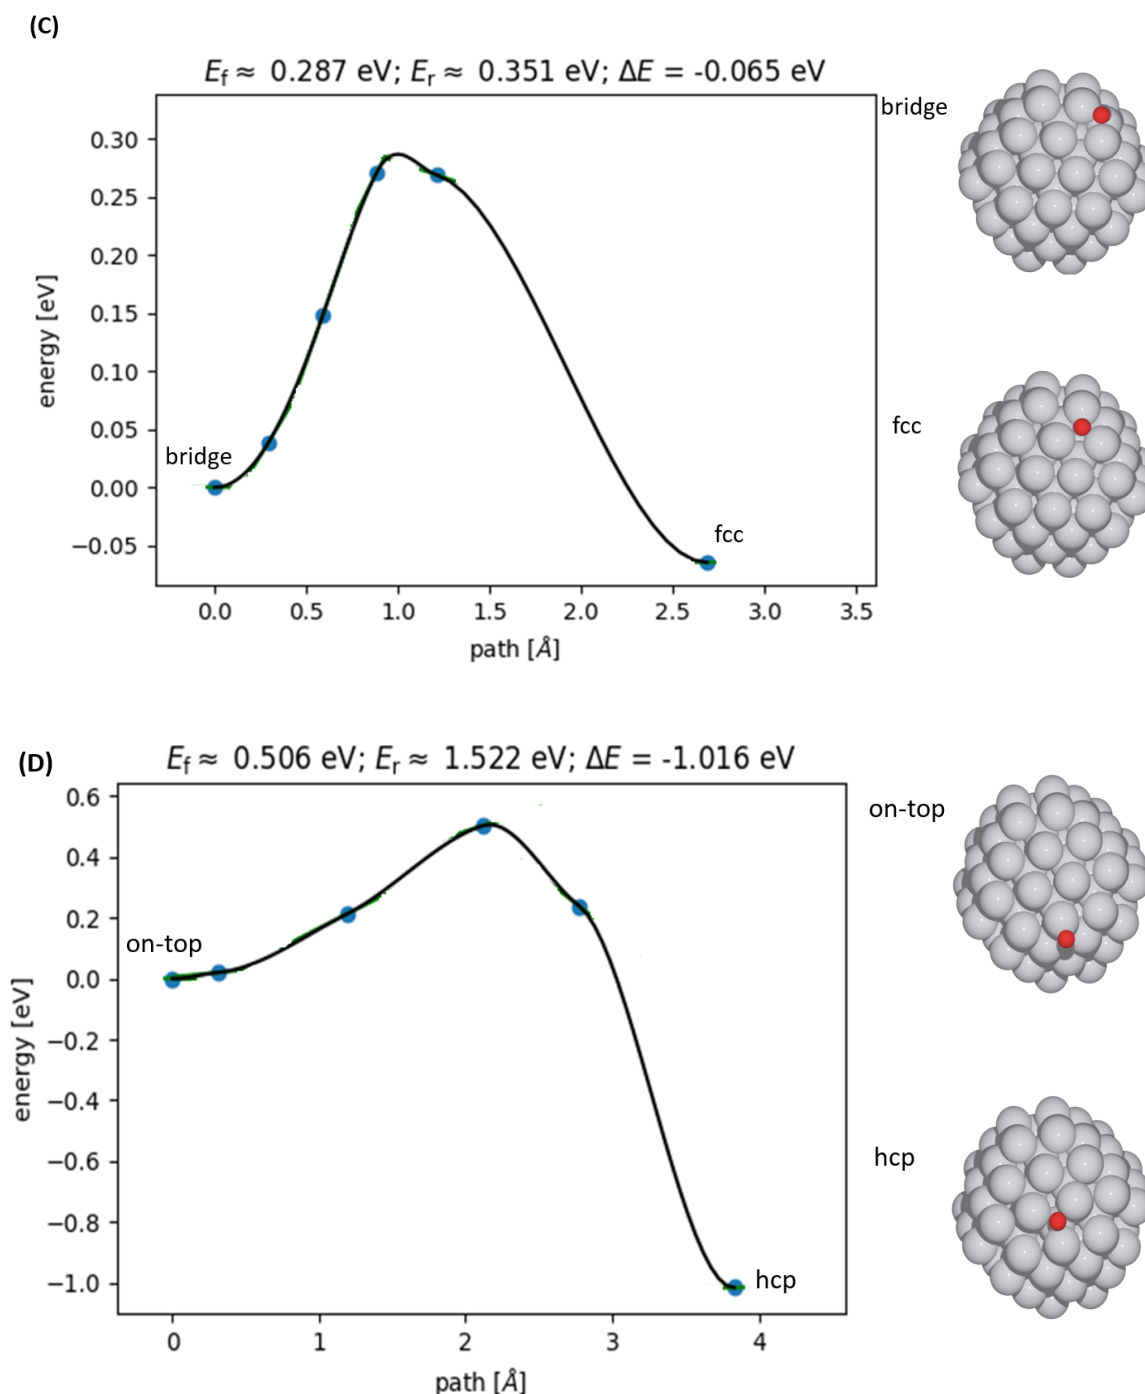 (C)
E_f ≈ 0.287 eV; E_r ≈ 0.351 eV; ΔE = -0.065 eV
bridge
0.30
0.25
0.20
0.15
0.10
0.05
0.00
−0.05
energy [eV]
bridge
fcc
fcc
0.0 0.5 1.0 1.5 2.0 2.5 3.0 3.5
path [Å]
(D)
E_f ≈ 0.506 eV; E_r ≈ 1.522 eV; ΔE = -1.016 eV
on-top
0.6
0.4
0.2
0.0
−0.2
−0.4
−0.6
−0.8
−1.0
energy [eV]
on-top
hcp
hcp
0 1 2 3 4
path [Å]